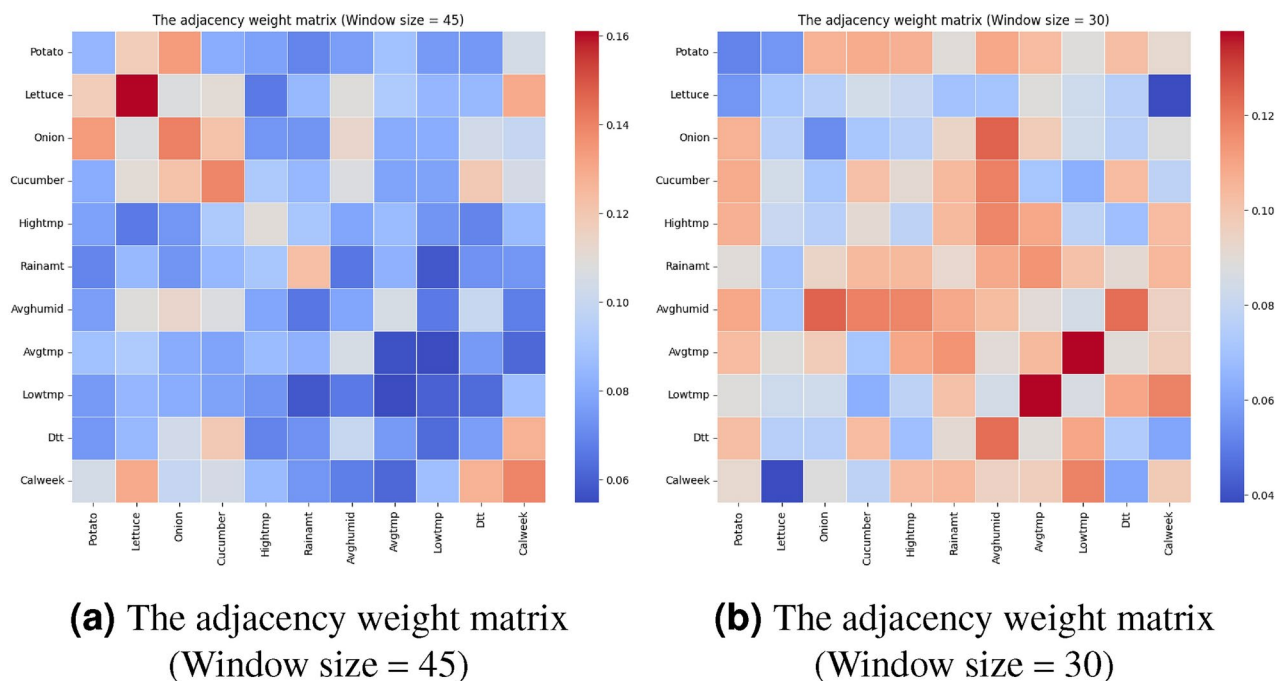 The adjacency weight matrix (Window size = 45)
Potato
Lettuce
Onion
Cucumber
Hightmp
Rainamt
Avghumid
Avgtmp
Lowtmp
Dtt
Calweek
Potato
Lettuce
Onion
Cucumber
Hightmp
Rainamt
Avghumid
Avgtmp
Lowtmp
Dtt
Calweek
0.16
0.14
0.12
0.10
0.08
0.06
(a) The adjacency weight matrix
(Window size = 45)
The adjacency weight matrix (Window size = 30)
Potato
Lettuce
Onion
Cucumber
Hightmp
Rainamt
Avghumid
Avgtmp
Lowtmp
Dtt
Calweek
Potato
Lettuce
Onion
Cucumber
Hightmp
Rainamt
Avghumid
Avgtmp
Lowtmp
Dtt
Calweek
0.12
0.10
0.08
0.06
0.04
(b) The adjacency weight matrix
(Window size = 30)